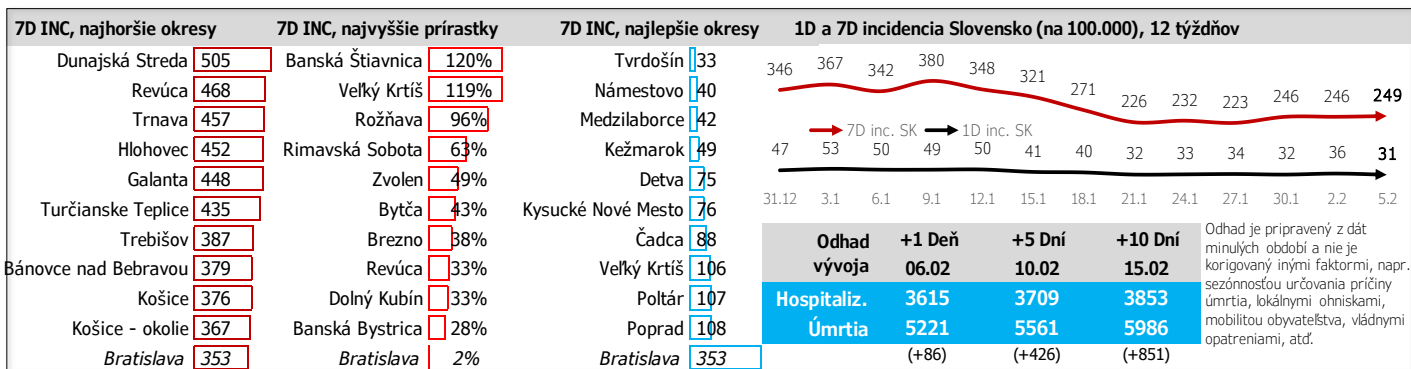 7D INC, najhoršie okresy
Dunajská Streda 505
Revúca 468
Trnava 457
Hlohovec 452
Galanta 448
Turčianske Teplice 435
Trebišov 387
Bánovce nad Bebravou 379
Košice 376
Košice - okolie 367
Bratislava 353
7D INC, najvyššie prírastky
Banská Štiavnica 120%
Veľký Krtíš 119%
Rožňava 96%
Rimavská Sobota 63%
Zvolen 49%
Bytča 43%
Brezno 38%
Revúca 33%
Dolný Kubín 33%
Banská Bystrica 28%
Bratislava 2%
7D INC, najlepšie okresy
Tvrdošín 33
Námestovo 40
Medzilaborce 42
Kežmarok 49
Detva 75
Kysucké Nové Mesto 76
Čadca 88
Veľký Krtíš 106
Poltár 107
Poprad 108
Bratislava 353
1D a 7D incidencia Slovensko (na 100.000), 12 týždňov
346 367 342 380 348 321 271 226 232 223 246 246 249
7D inc. SK 1D inc. SK
47 53 50 49 50 41 40 32 33 34 32 36 31
31.12 3.1 6.1 9.1 12.1 15.1 18.1 21.1 24.1 27.1 30.1 2.2 5.2
Odhad +1 Deň +5 Dní +10 Dní
vývoja 06.02 10.02 15.02
Hospitaliz. 3615 3709 3853
Úmrtia 5221 5561 5986
(+86) (+426) (+851)
Odhad je pripravený z dát
minulých období a nie je
korigovaný inými faktormi, napr.
sezónnosťou určovania príčiny
úmrtia, lokálnymi ohniskami,
mobilitou obyvateľstva, vládnymi
opatreniami, atď.